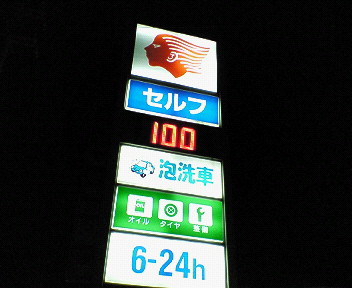 セルフ
100
泡洗車
オイル タイヤ 整備
6-24h